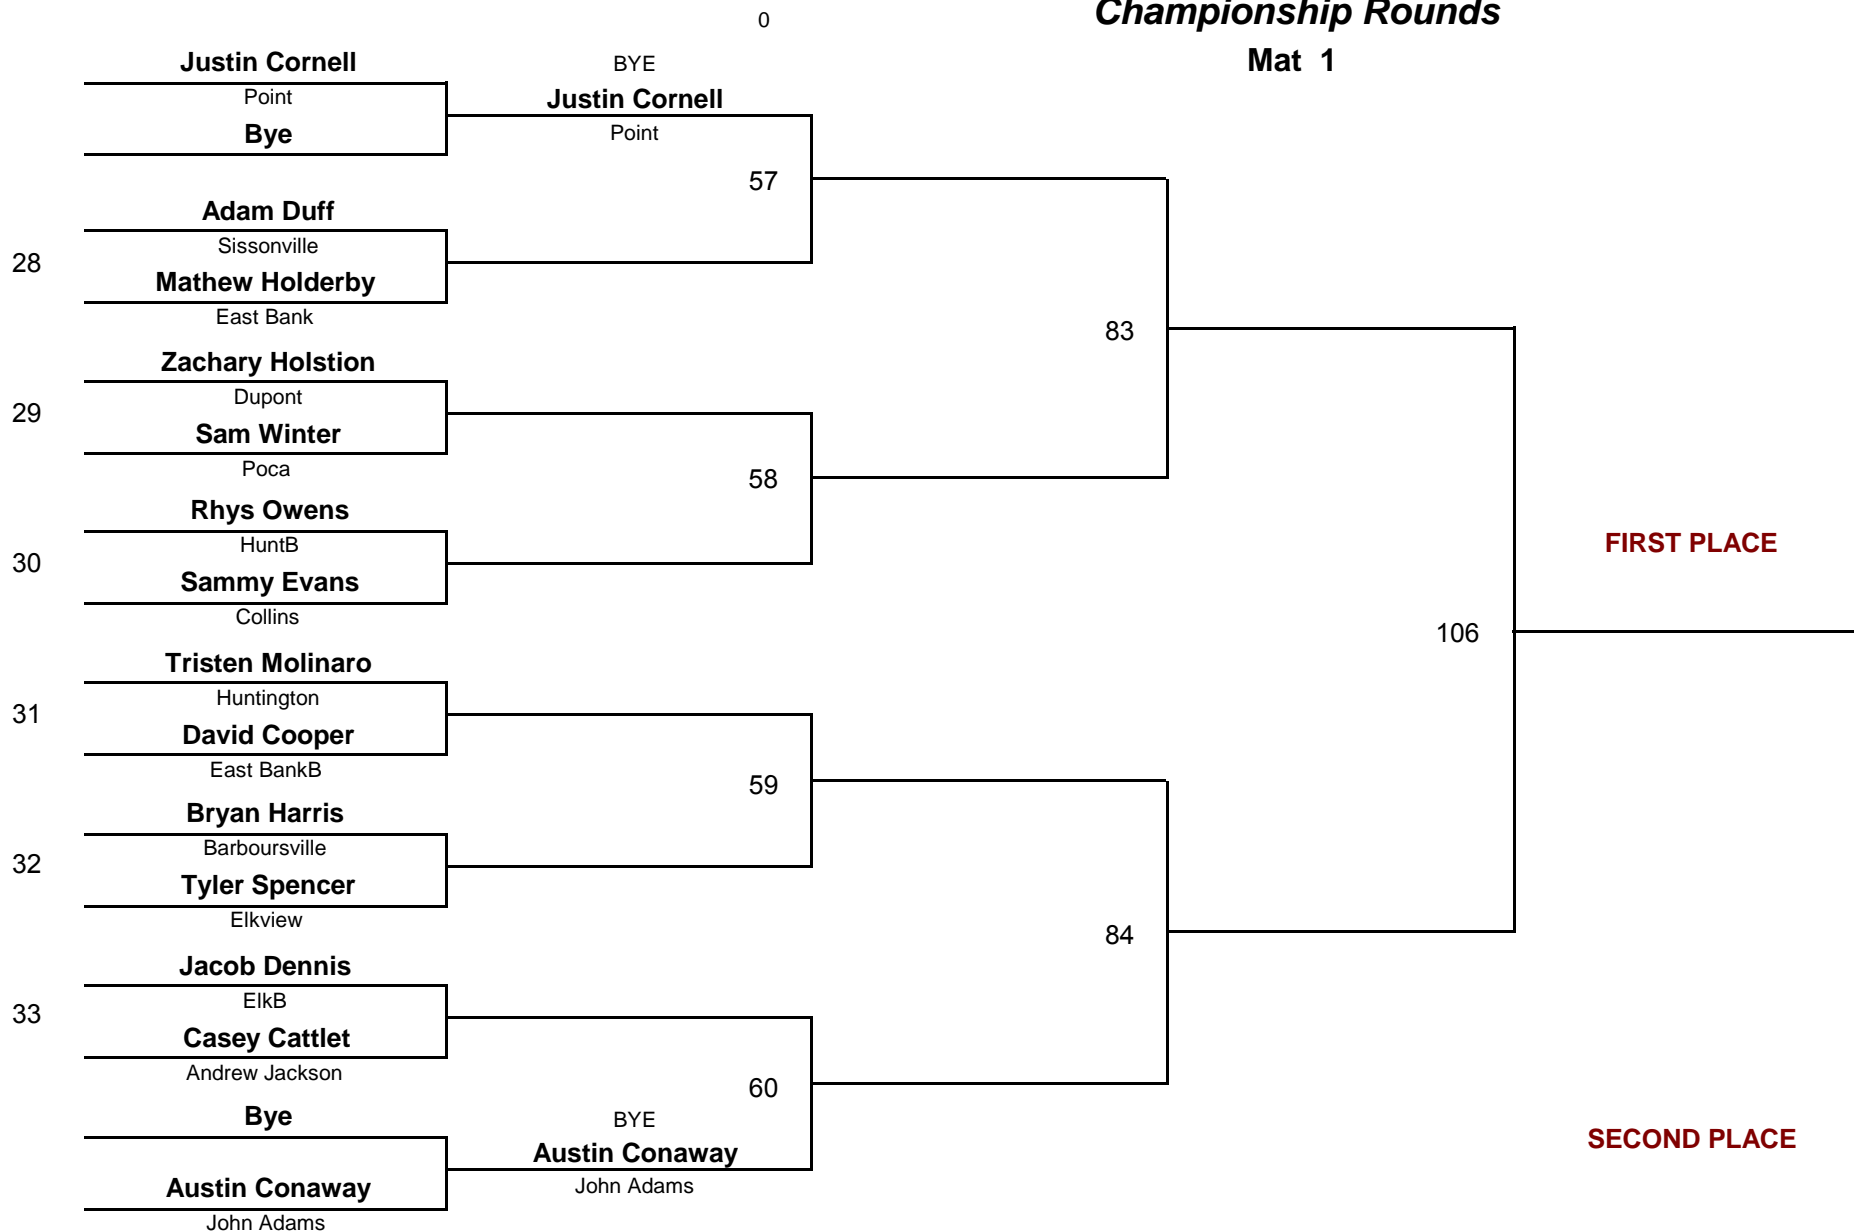 0
Championship Rounds
Mat 1
Justin Cornell
Point
Bye
BYE
Justin Cornell
Point
57
28
Adam Duff
Sissonville
Mathew Holderby
East Bank
83
29
Zachary Holstion
Dupont
Sam Winter
Poca
58
30
Rhys Owens
HuntB
Sammy Evans
Collins
FIRST PLACE
106
31
Tristen Molinaro
Huntington
David Cooper
East BankB
59
32
Bryan Harris
Barboursville
Tyler Spencer
Elkview
84
33
Jacob Dennis
ElkB
Casey Cattlet
Andrew Jackson
60
Bye
Austin Conaway
John Adams
BYE
Austin Conaway
John Adams
SECOND PLACE